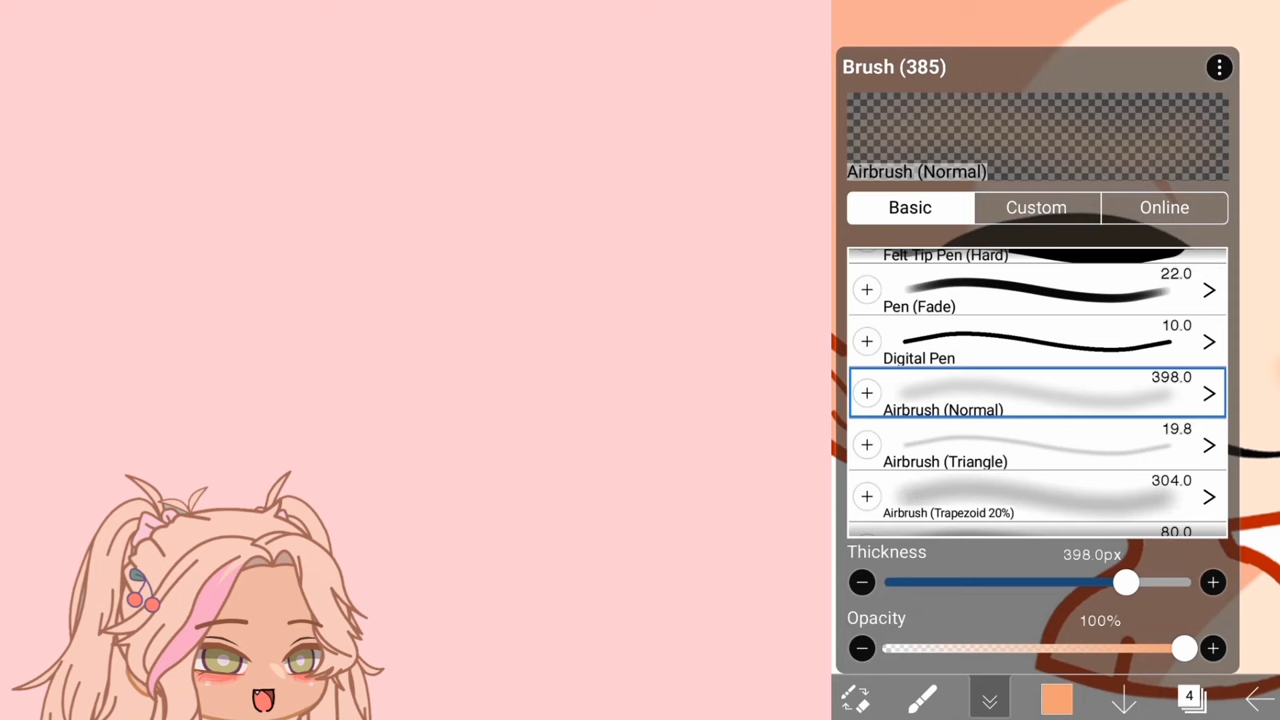 Brush (385)
Airbrush (Normal)
Basic
Custom
Online
Felt Tip Pen (Hard)
22.0
Pen (Fade)
10.0
Digital Pen
398.0
Airbrush (Normal)
19.8
Airbrush (Triangle)
304.0
Airbrush (Trapezoid 20%)
80.0
Thickness
398.0px
Opacity
100%
4